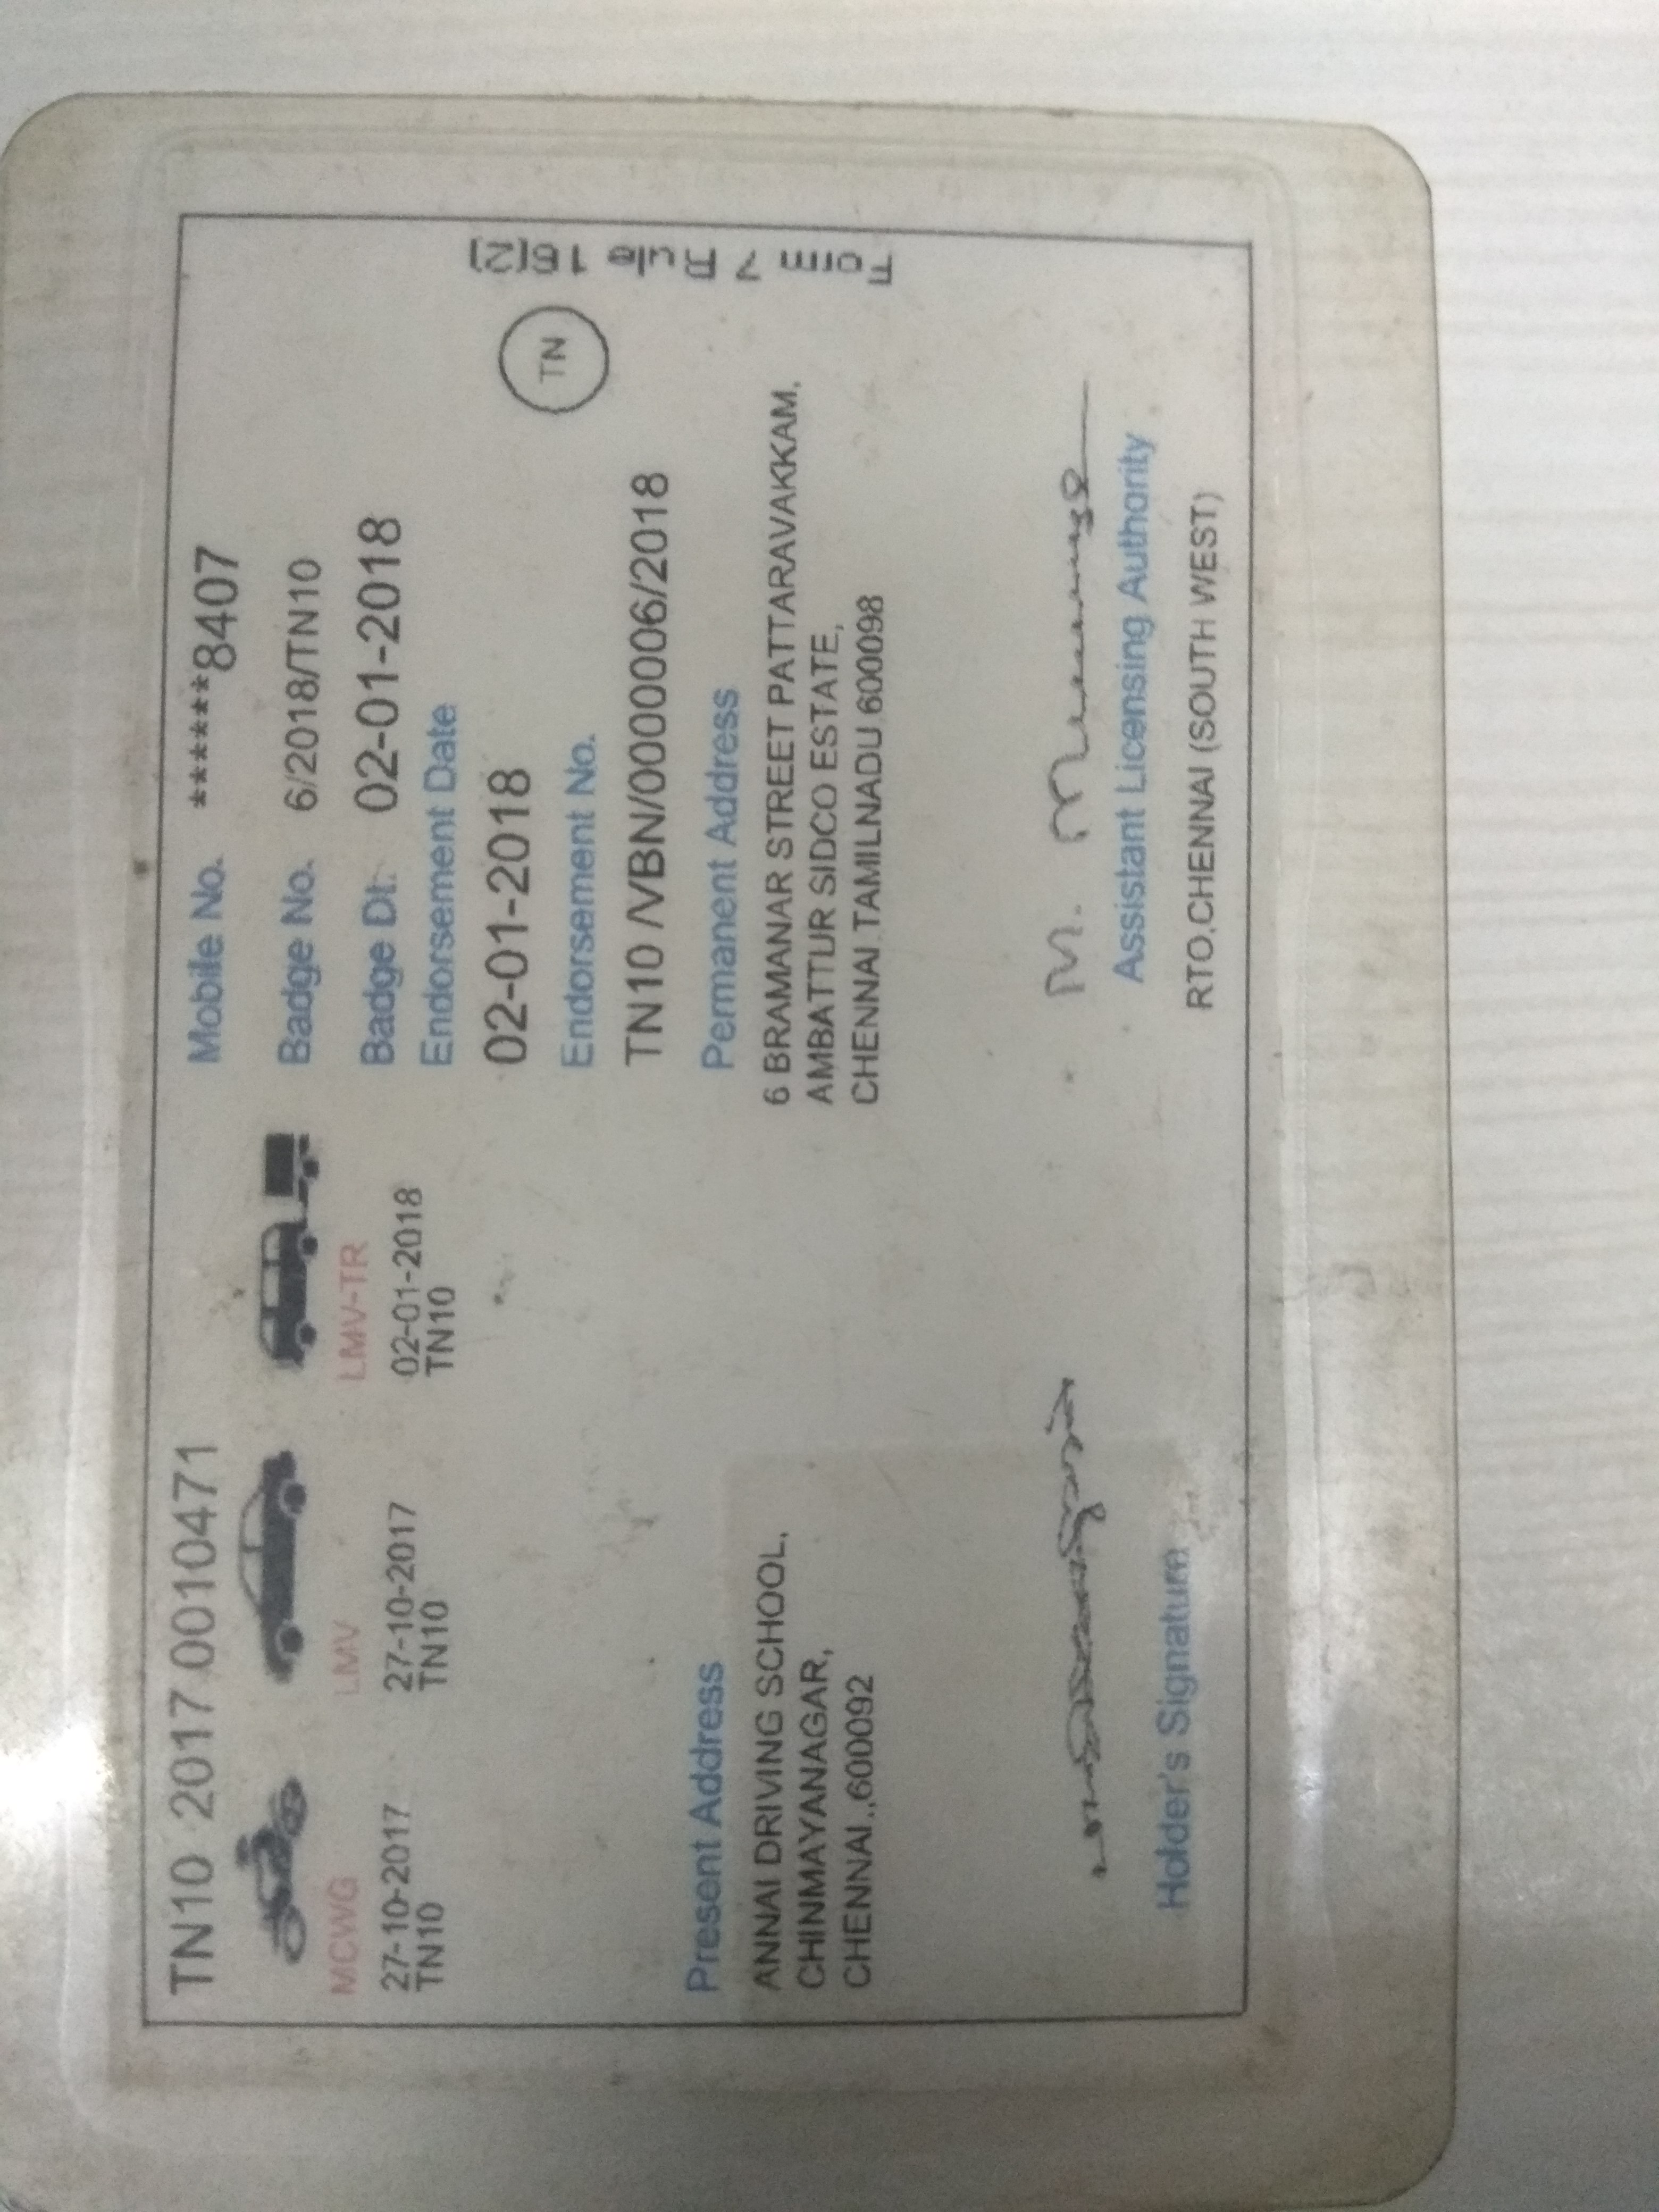 TN10 2017 0010471
MCWG
27-10-2017
TN10
LMV
27-10-2017
TN10
LMV-TR
02-01-2018
TN10
Mobile No. ******8407
Badge No. 6/2018/TN10
Badge Dt. 02-01-2018
Endorsement Date
02-01-2018
Endorsement No.
TN10 /VBN/0000006/2018
TN
Form 7 Rule 16(2)
Present Address
ANNAI DRIVING SCHOOL,
CHINMAYANAGAR,
CHENNAI.,600092
Permanent Address
6 BRAMANAR STREET PATTARAVAKKAM,
AMBATTUR SIDCO ESTATE,
CHENNAI,TAMILNADU,600098
Holder's Signature
Assistant Licensing Authority
RTO,CHENNAI (SOUTH WEST)